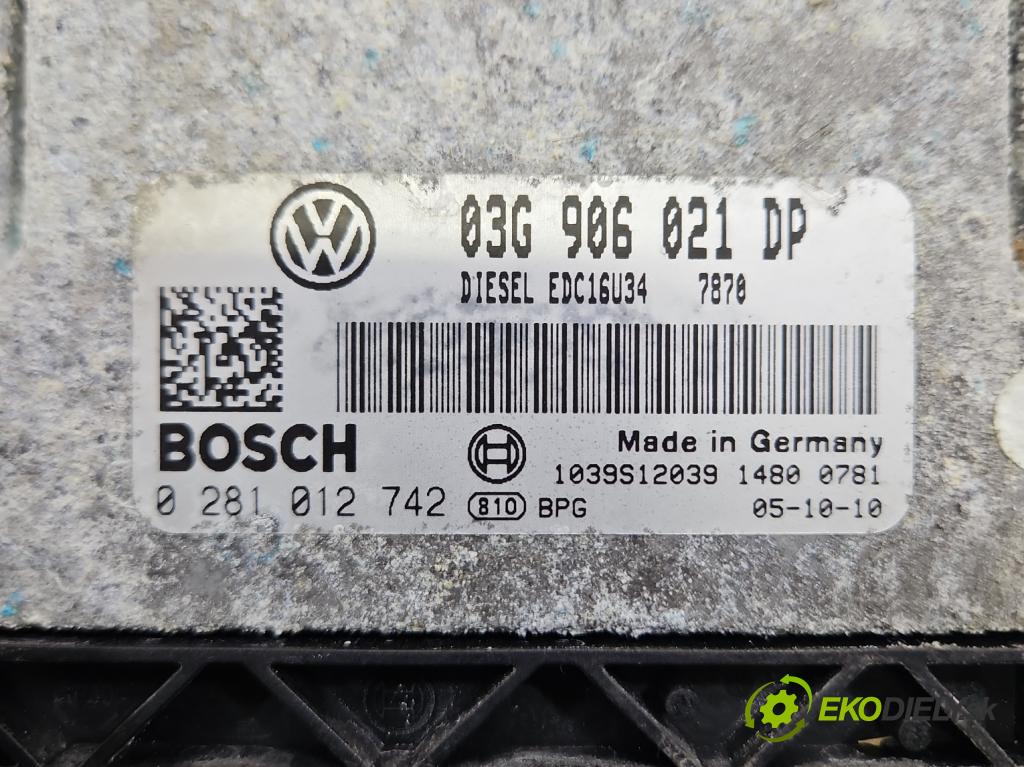 03G 906 021 DP
DIESEL EDC16U34 7870
BOSCH
Made in Germany
1039S12039 1480 0781
0 281 012 742 810 BPG 05-10-10
EKODIELY.sk